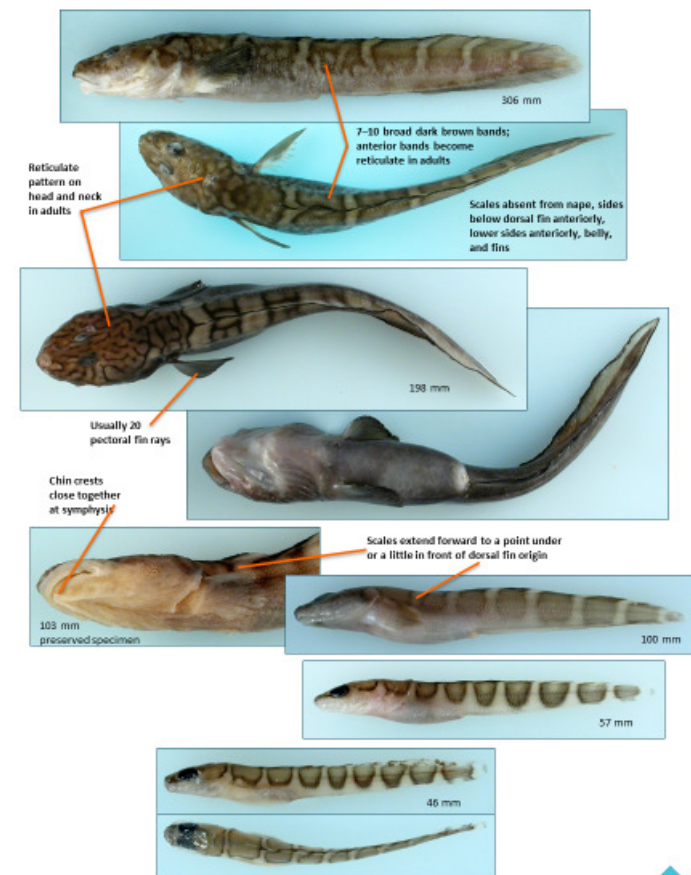 306 mm
7–10 broad dark brown bands;
anterior bands become
reticulate in adults
Reticulate
pattern on
head and neck
in adults
Scales absent from nape, sides
below dorsal fin anteriorly,
lower sides anteriorly, belly,
and fins
198 mm
Usually 20
pectoral fin rays
Chin crests
close together
at symphysis
Scales extend forward to a point under
or a little in front of dorsal fin origin
103 mm
preserved specimen
100 mm
57 mm
46 mm